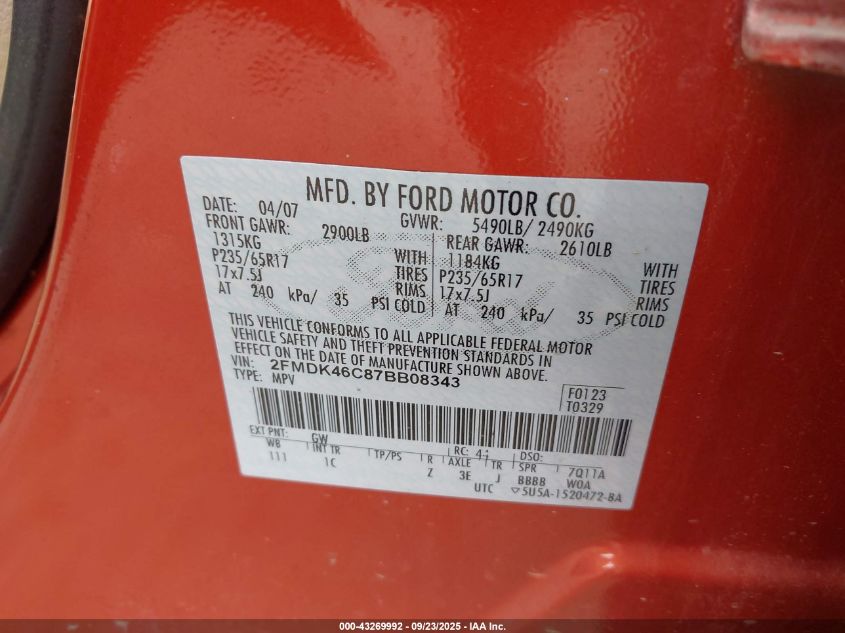 MFD. BY FORD MOTOR CO.
DATE: 04/07 GVWR: 5490LB/ 2490KG
FRONT GAWR: 2900LB REAR GAWR: 2610LB
1315KG WITH 1184KG WITH
P235/65R17 TIRES P235/65R17 TIRES
17x7.5J RIMS 17x7.5J RIMS
AT 240 kPa/ 35 PSI COLD AT 240 kPa/ 35 PSI COLD
THIS VEHICLE CONFORMS TO ALL APPLICABLE FEDERAL MOTOR
VEHICLE SAFETY AND THEFT PREVENTION STANDARDS IN
EFFECT ON THE DATE OF MANUFACTURE SHOWN ABOVE.
VIN: 2FMDK46C87BB08343
TYPE: MPV
F0123
T0329
EXT PNT: GW RC: 41 DSO:
WB INT TR TP/PS R AXLE TR SPR 7Q11A
111 1C Z 3E J BBBB WOA
UTC ▽5U5A-1520472-BA
000-43269992 - 09/23/2025 - IAA Inc.